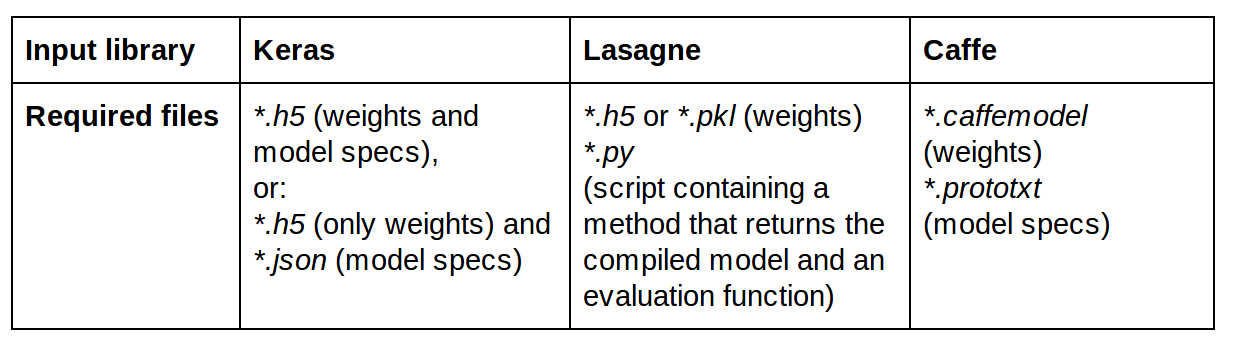 Input library
Keras
Lasagne
Caffe
Required files
*.h5 (weights and
model specs),
or:
*.h5 (only weights) and
*.json (model specs)
*.h5 or *.pkl (weights)
*.py
(script containing a
method that returns the
compiled model and an
evaluation function)
*.caffemodel
(weights)
*.prototxt
(model specs)